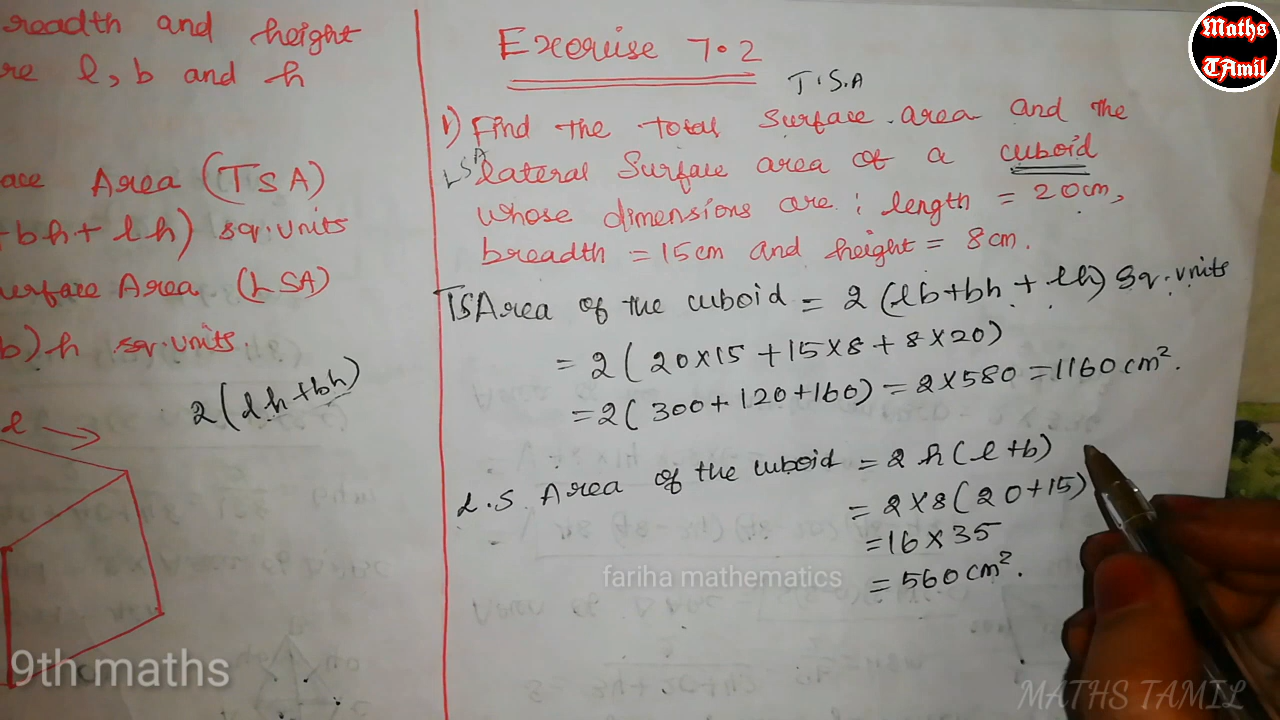 readth and height
re l, b and h
ace Area (TSA)
+bh+lh) sq.units
urface Area (LSA)
b)h sq.units.
2(lh+bh)
l
Exercise 7.2
T.S.A
1) Find the total surface area and the
LSA
lateral surface area of a cuboid
whose dimensions are : length = 20cm,
breadth = 15cm and height = 8cm.
TSArea of the cuboid = 2(lb+bh+lh) sq.units
= 2(20×15+15×8+8×20)
=2(300+120+160)=2×580=1160cm².
L.S. Area of the cuboid = 2h(l+b)
= 2×8(20+15)
=16×35
= 560cm².
Maths
TAmil
fariha mathematics
9th maths
MATHS TAMIL